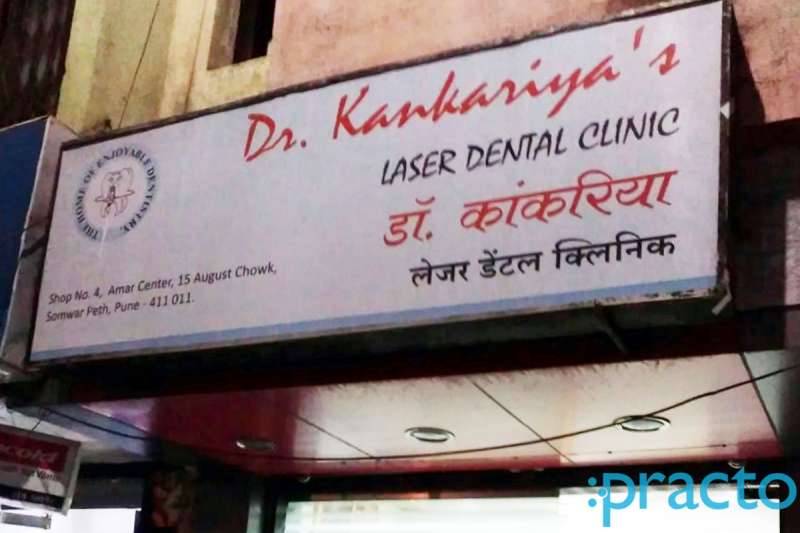 Dr. Kankariya's
LASER DENTAL CLINIC
डॉ. कांकरिया
लेजर डेंटल क्लिनिक
THE HOME OF ENJOYABLE DENTISTRY.
Shop No. 4, Amar Center, 15 August Chowk,
Somwar Peth, Pune - 411 011.
:practo